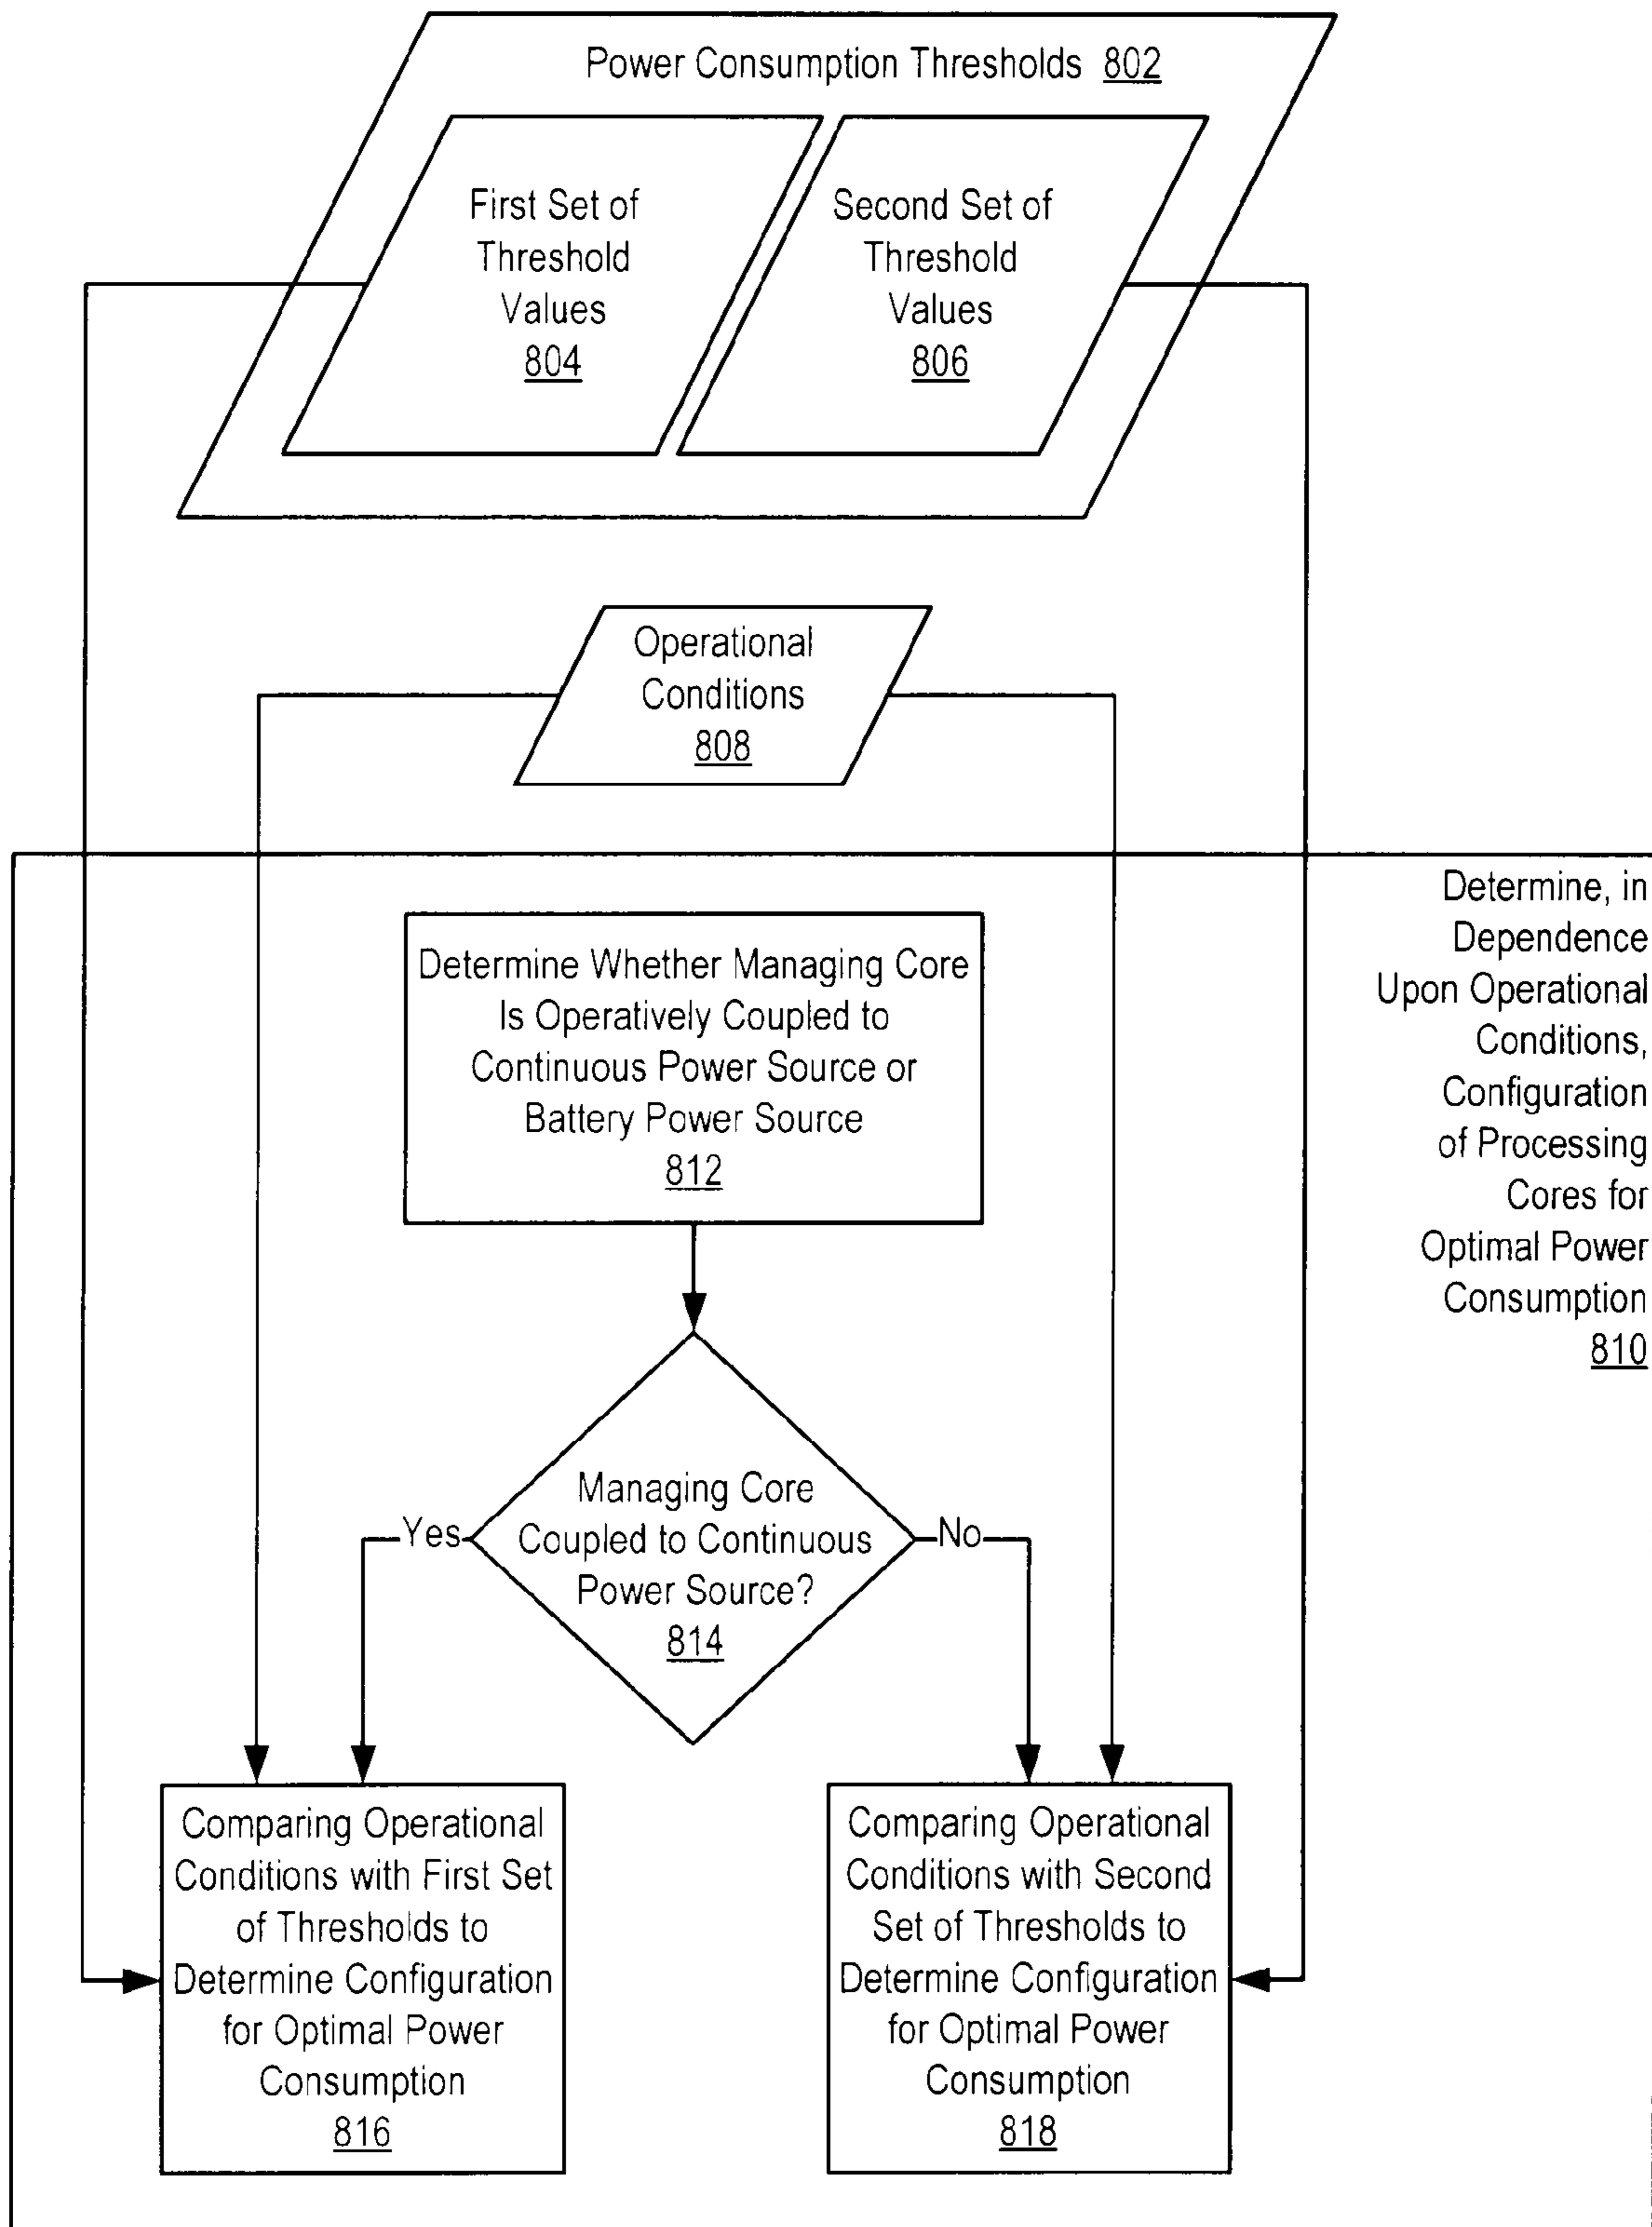 Power Consumption Thresholds 802
First Set of
Threshold
Values
804
Second Set of
Threshold
Values
806
Operational
Conditions
808
Determine, in
Dependence
Upon Operational
Conditions,
Configuration
of Processing
Cores for
Optimal Power
Consumption
810
Determine Whether Managing Core
Is Operatively Coupled to
Continuous Power Source or
Battery Power Source
812
Managing Core
Coupled to Continuous
Power Source?
814
Yes
No
Comparing Operational
Conditions with First Set
of Thresholds to
Determine Configuration
for Optimal Power
Consumption
816
Comparing Operational
Conditions with Second
Set of Thresholds to
Determine Configuration
for Optimal Power
Consumption
818